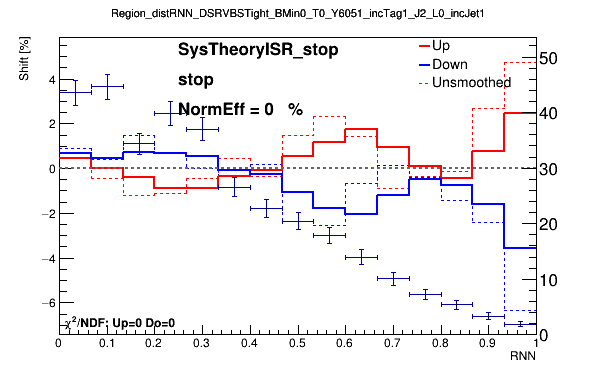 Region_distRNN_DSRVBSTight_BMin0_T0_Y6051_incTag1_J2_L0_incJet1
Shift [%]
SysTheoryISR_stop
stop
NormEff = 0 %
Up
Down
Unsmoothed
4
2
0
−2
−4
−6
50
40
30
20
10
0
χ²/NDF: Up=0 Do=0
0 0.1 0.2 0.3 0.4 0.5 0.6 0.7 0.8 0.9 1
RNN